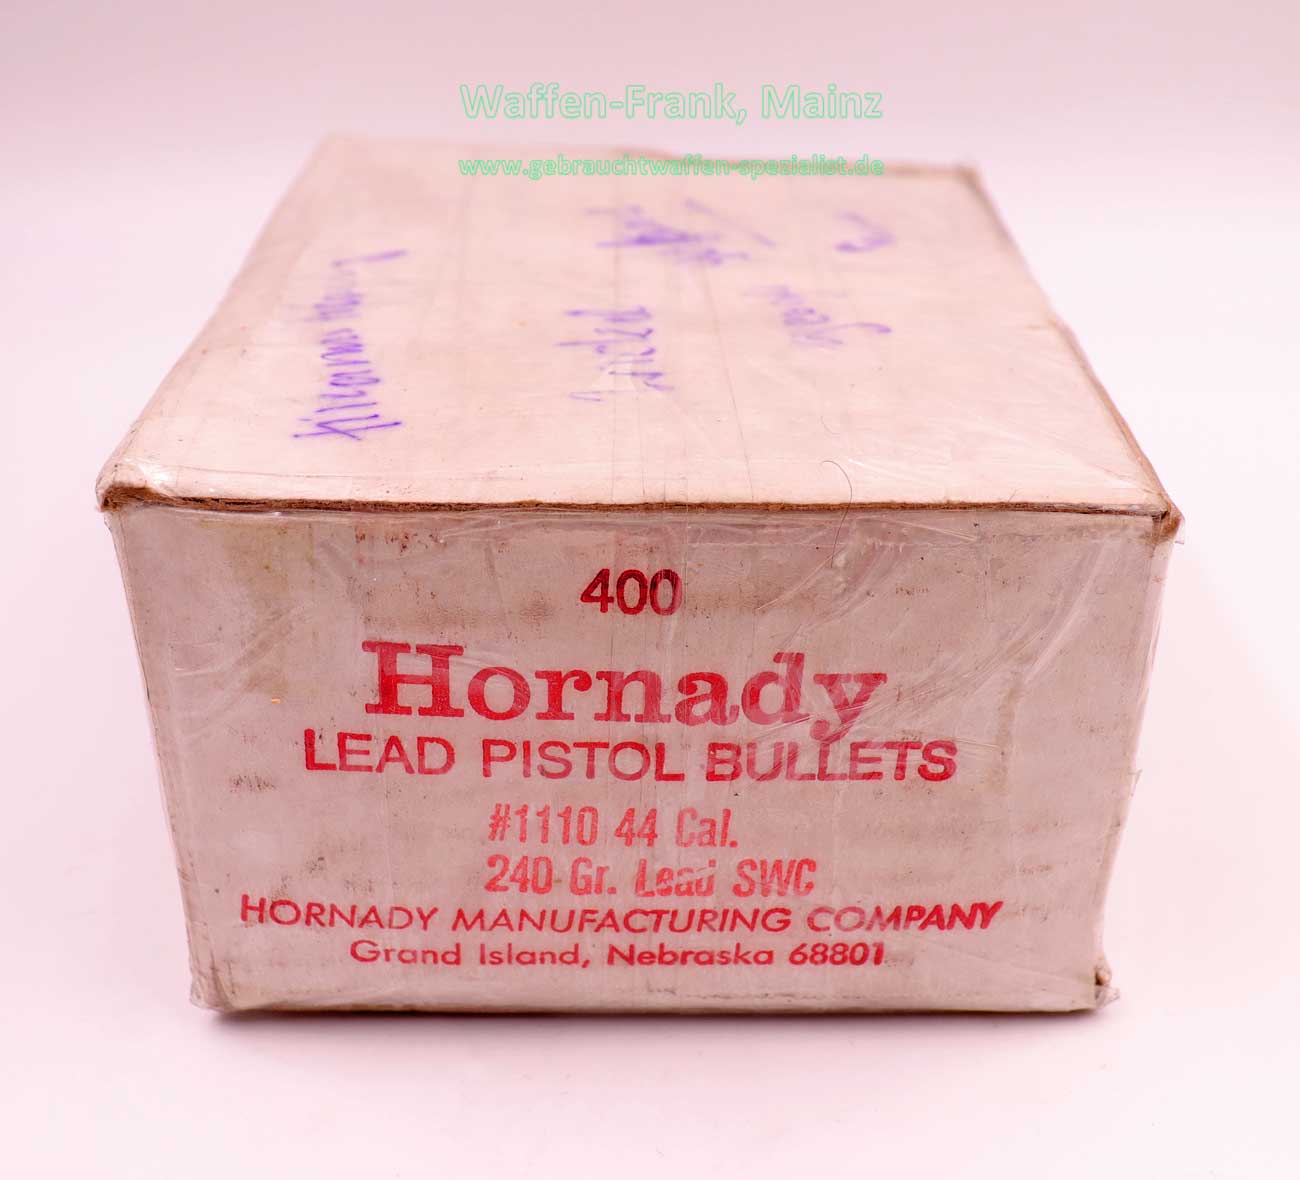 Waffen-Frank, Mainz
www.gebrauchtwaffen-spezialist.de
400
Hornady
LEAD PISTOL BULLETS
#1110 44 Cal.
240 Gr. Lead SWC
HORNADY MANUFACTURING COMPANY
Grand Island, Nebraska 68801